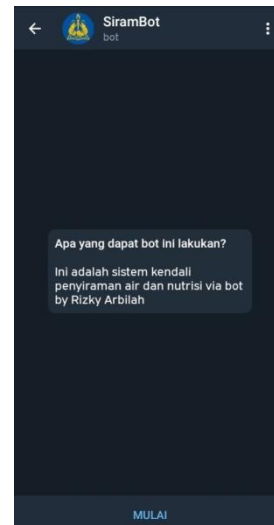 SiramBot
bot
Apa yang dapat bot ini lakukan?
Ini adalah sistem kendali
penyiraman air dan nutrisi via bot
by Rizky Arbilah
MULAI